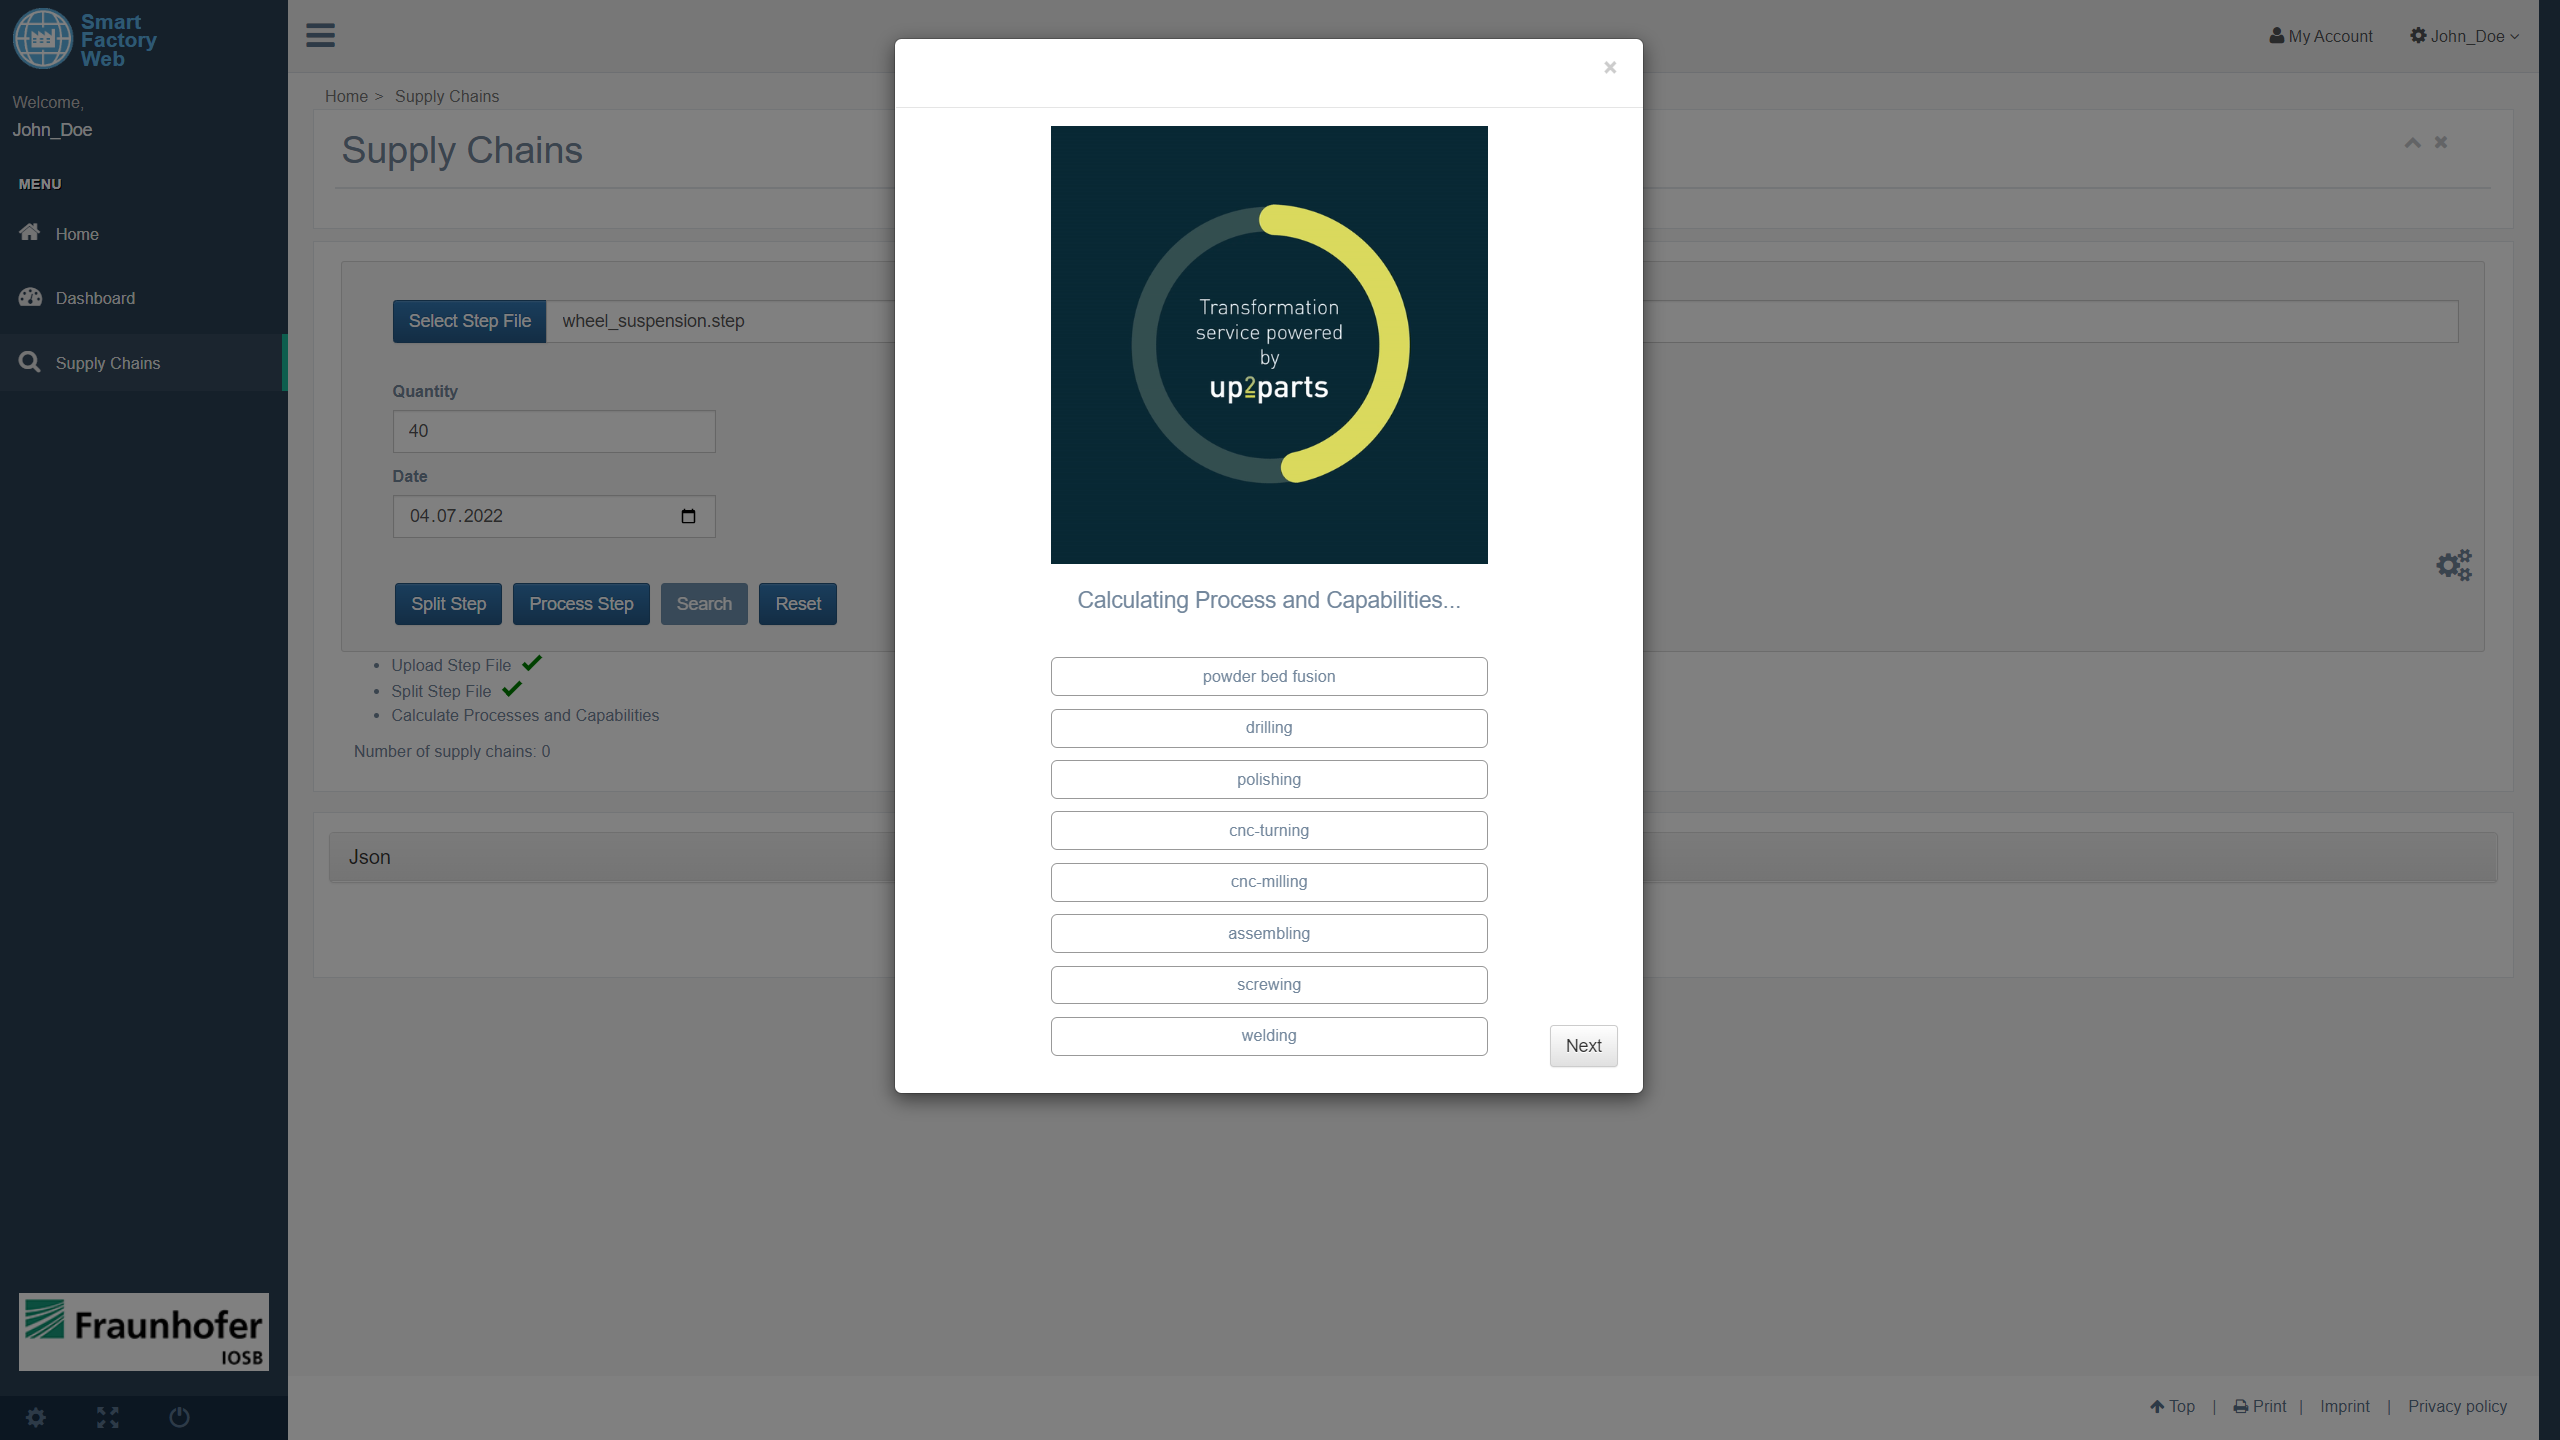 Smart
Factory
Web
Welcome,
John_Doe
MENU
Home
Dashboard
Supply Chains
Fraunhofer
IOSB
My Account
John_Doe
Home > Supply Chains
Supply Chains
Select Step File wheel_suspension.step
Quantity
40
Date
04.07.2022
Split Step Process Step Search Reset
• Upload Step File
• Split Step File
• Calculate Processes and Capabilities
Number of supply chains: 0
Json
×
Transformation
service powered
by
up2parts
Calculating Process and Capabilities...
powder bed fusion
drilling
polishing
cnc-turning
cnc-milling
assembling
screwing
welding
Next
Top | Print | Imprint | Privacy policy